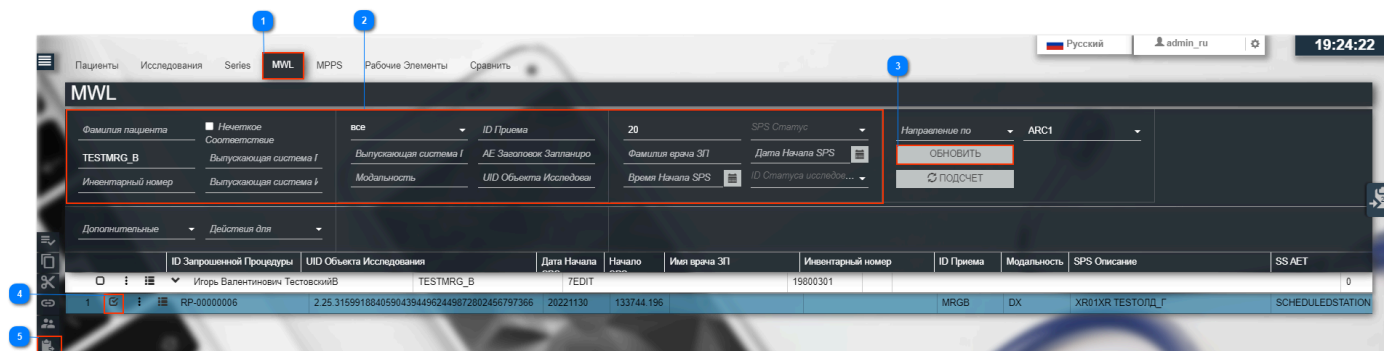 1 2
Русский admin_ru 19:24:22
Пациенты Исследования Series MWL MPPS Рабочие Элементы Сравнить
3
MWL
Фамилия пациента Нечеткое Соответствие все ID Приема 20 SPS Статус Направление по ARC1
TESTMRG_B Выпускающая система Выпускающая система АЕ Заголовок Запланиро Фамилия врача ЗП Дата Начала SPS ОБНОВИТЬ
Инвентарный номер Выпускающая система Модальность UID Объекта Исследова Время Начала SPS ID Статуса исследов... ПОДСЧЕТ
Дополнительные Действия для
ID Запрошенной Процедуры UID Объекта Исследования Дата Начала Начало Имя врача ЗП Инвентарный номер ID Приема Модальность SPS Описание SS AET
Игорь Валентинович ТестовскийВ TESTMRG_B 7EDIT 19800301 0
4
1 RP-00000006 2.25.315991884059043944962449872802456797366 20221130 133744.196 MRGB DX XR01XR ТЕСТОЛД_Г SCHEDULEDSTATION
5